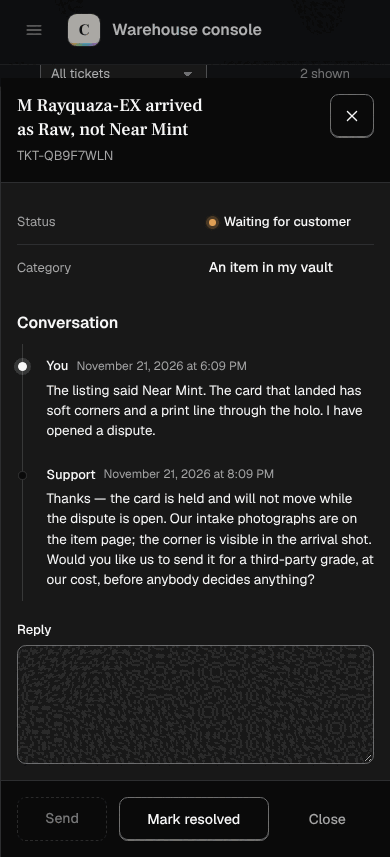 C Warehouse console
All tickets
2 shown
M Rayquaza-EX arrived
as Raw, not Near Mint
TKT-QB9F7WLN
Status
Waiting for customer
Category
An item in my vault
Conversation
You November 21, 2026 at 6:09 PM
The listing said Near Mint. The card that landed has
soft corners and a print line through the holo. I have
opened a dispute.
Support November 21, 2026 at 8:09 PM
Thanks — the card is held and will not move while
the dispute is open. Our intake photographs are on
the item page; the corner is visible in the arrival shot.
Would you like us to send it for a third-party grade, at
our cost, before anybody decides anything?
Reply
Send
Mark resolved
Close